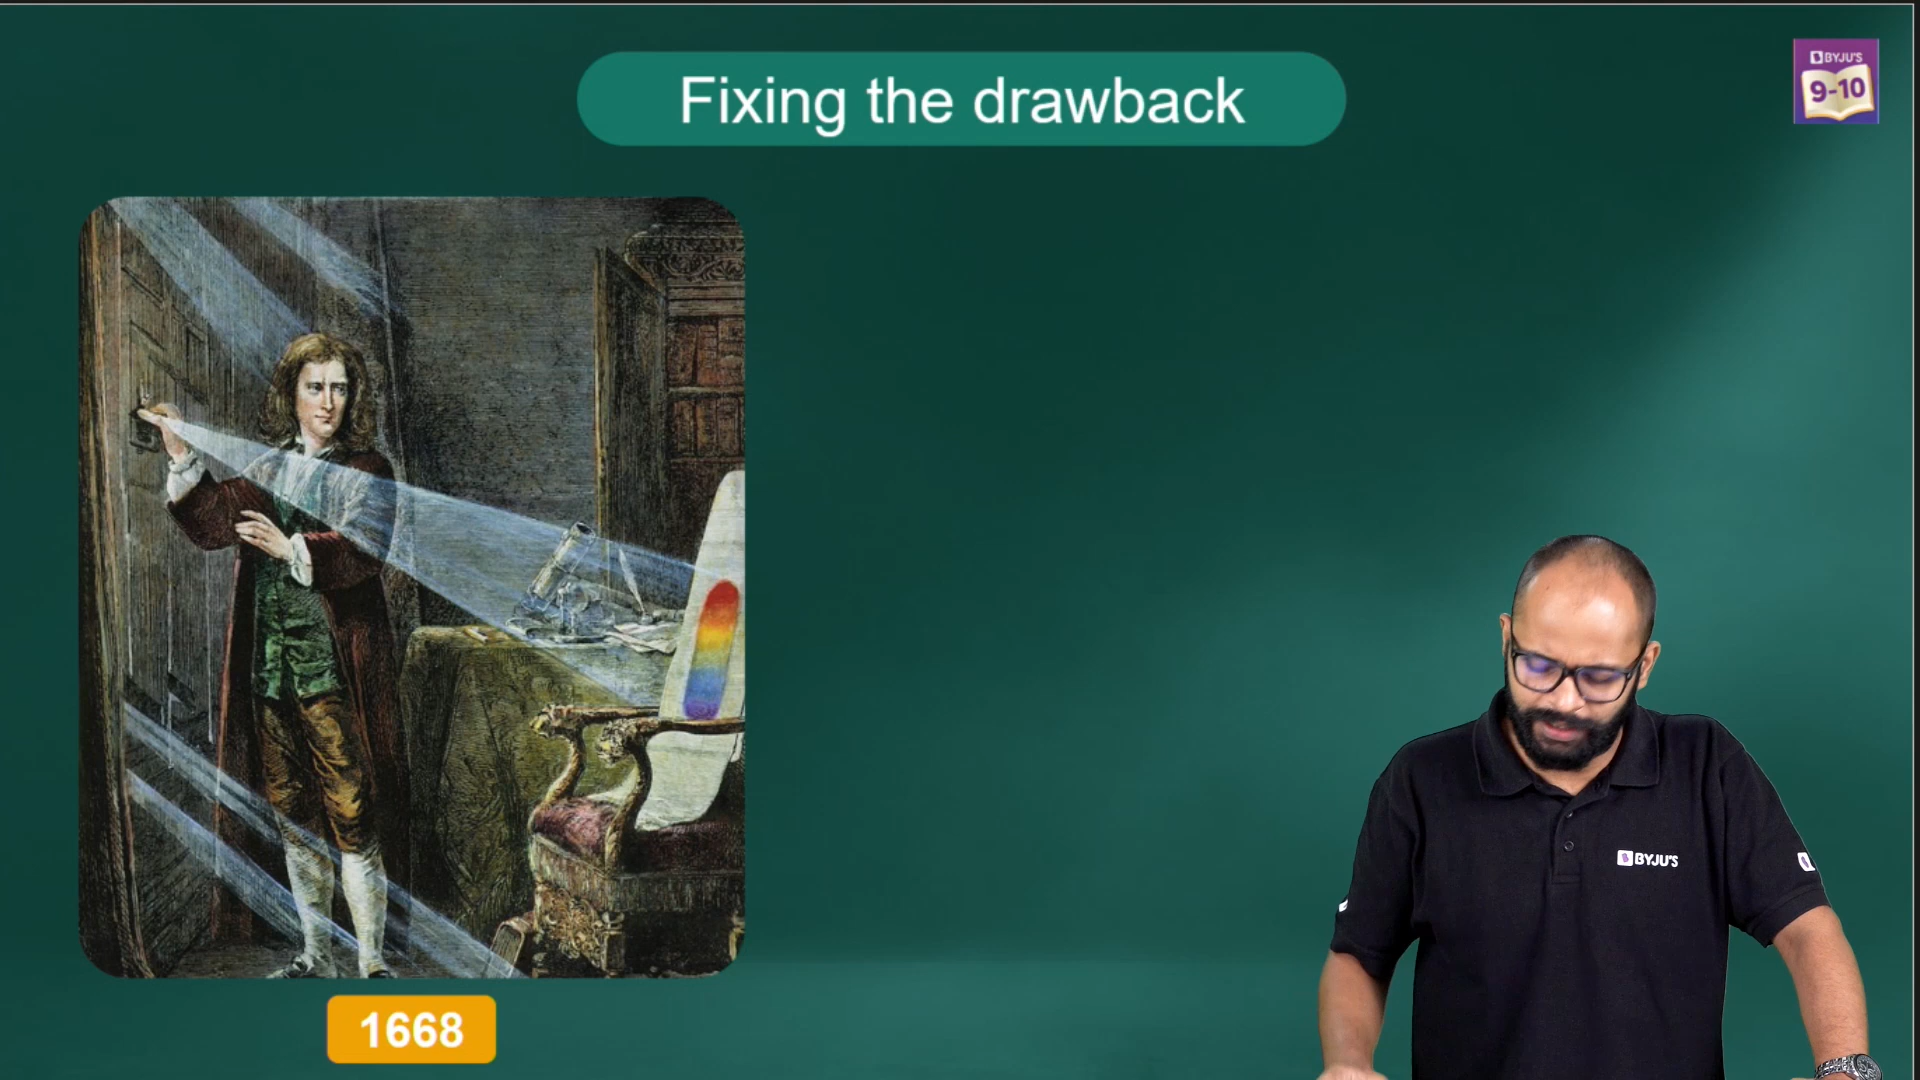 Fixing the drawback
BYJU'S
9-10
BYJU'S
1668